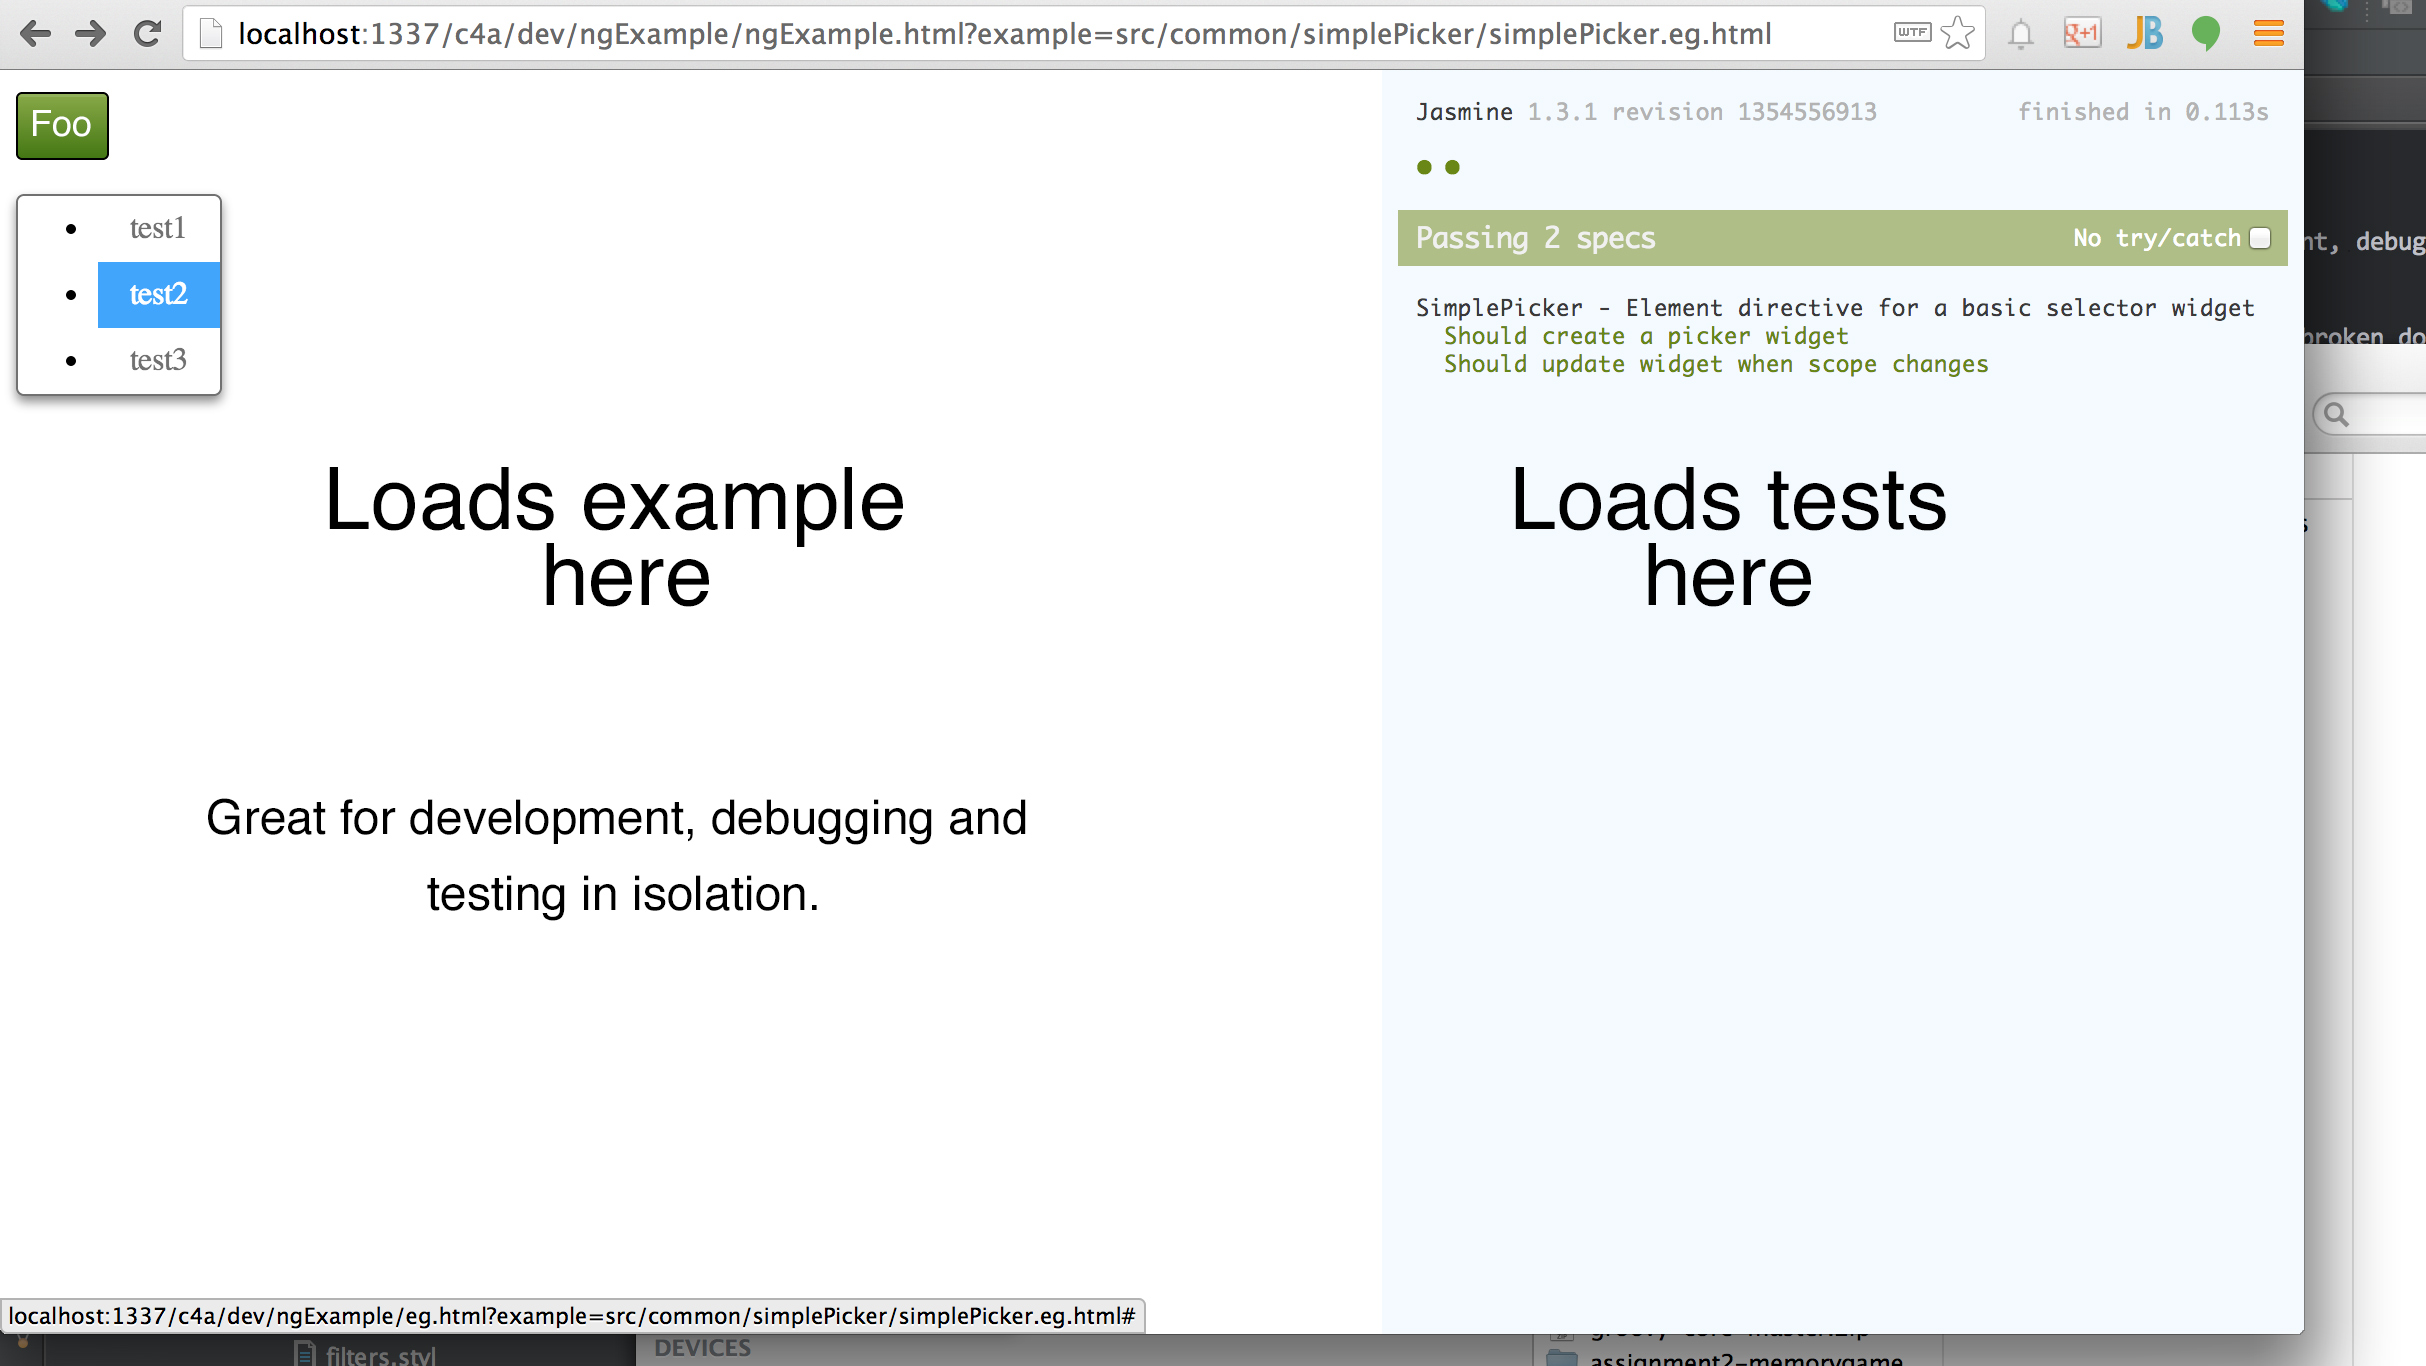 localhost:1337/c4a/dev/ngExample/ngExample.html?example=src/common/simplePicker/simplePicker.eg.html
WTF
g+1
JB
Foo
test1
test2
test3
Loads example
here
Great for development, debugging and
testing in isolation.
Jasmine 1.3.1 revision 1354556913
finished in 0.113s
Passing 2 specs
No try/catch
SimplePicker - Element directive for a basic selector widget
Should create a picker widget
Should update widget when scope changes
Loads tests
here
debug
localhost:1337/c4a/dev/ngExample/eg.html?example=src/common/simplePicker/simplePicker.eg.html#
filters.styl
DEVICES
assignment2-memorygame